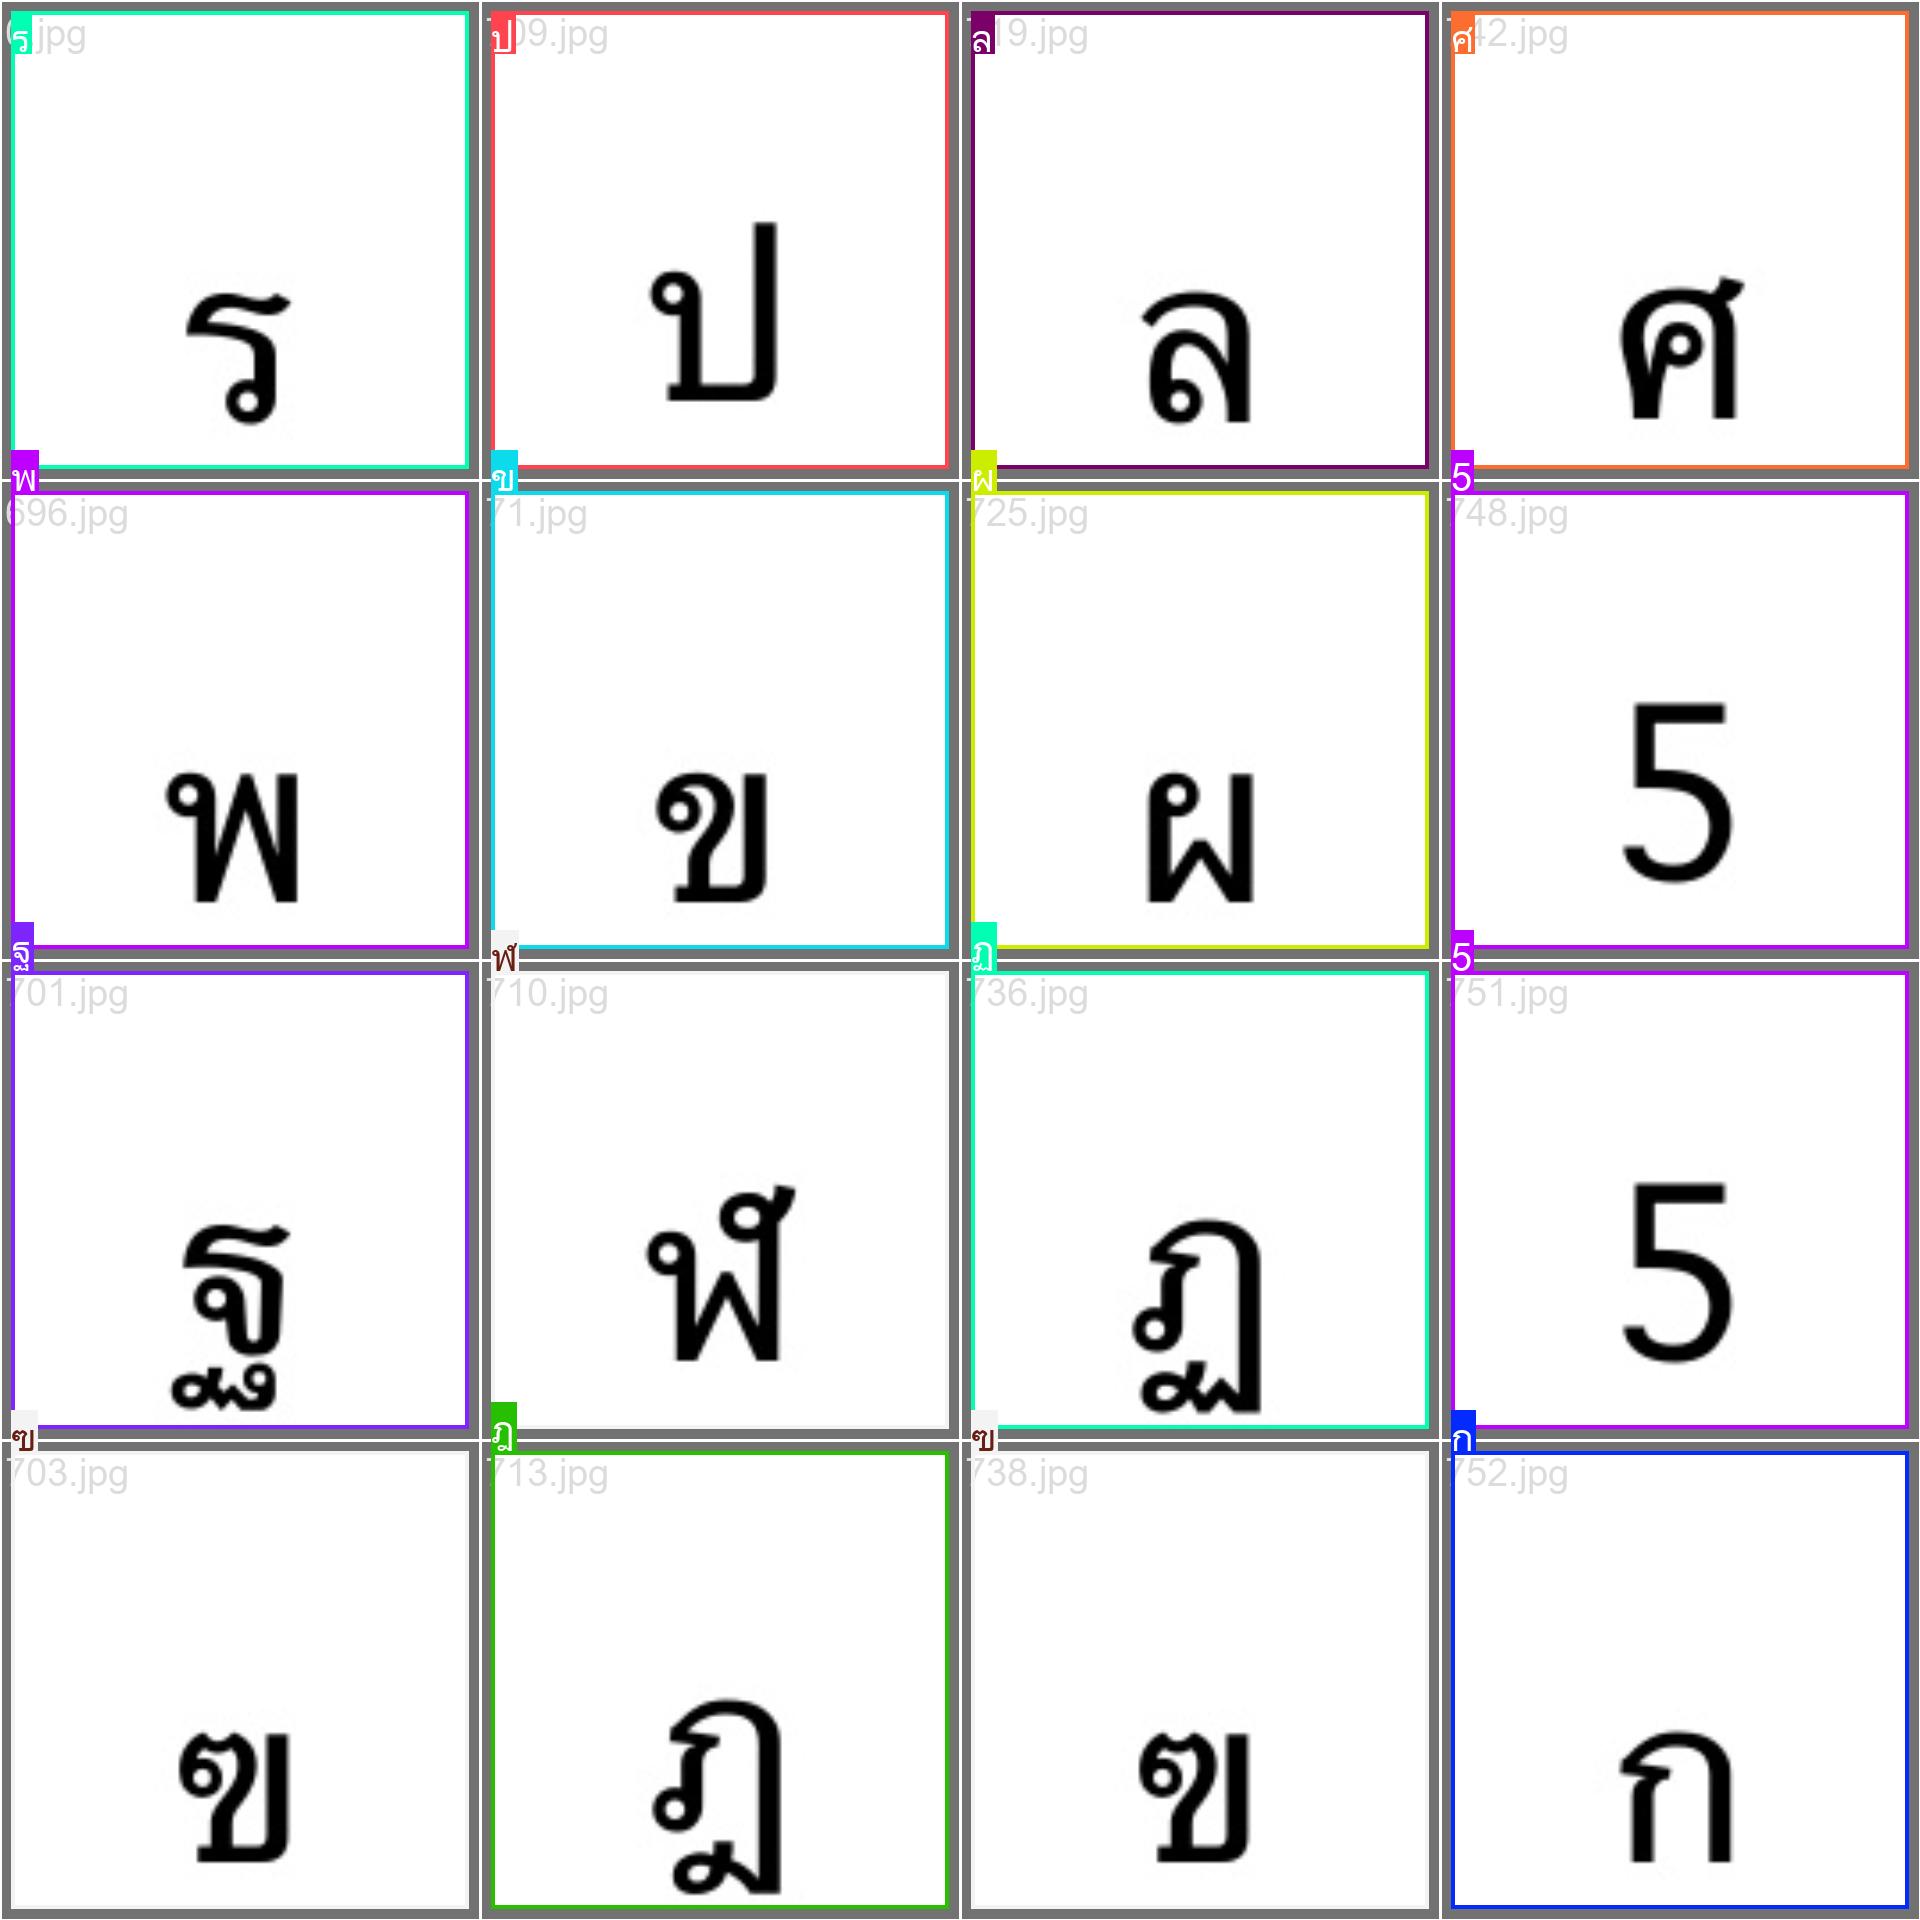 ร ป ล ศ
.jpg 09.jpg 19.jpg 42.jpg
ร ป ล ศ
พ ข ผ 5
696.jpg 71.jpg 725.jpg 748.jpg
พ ข ผ 5
ฐ ฬ ฏ 5
701.jpg 710.jpg 736.jpg 751.jpg
ฐ ฬ ฏ 5
ฃ ฎ ฃ ก
703.jpg 713.jpg 738.jpg 752.jpg
ฃ ฎ ฃ ก